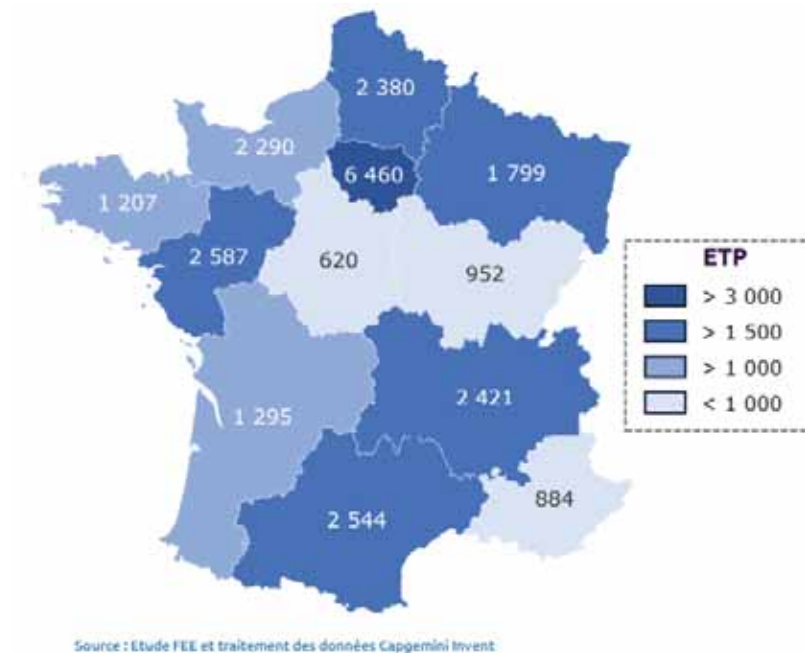 2 380
2 290
6 460
1 799
1 207
2 587
620
952
ETP
> 3 000
> 1 500
> 1 000
< 1 000
2 421
1 295
884
2 544
Source : Etude FEE et traitement des données Capgemini Invent